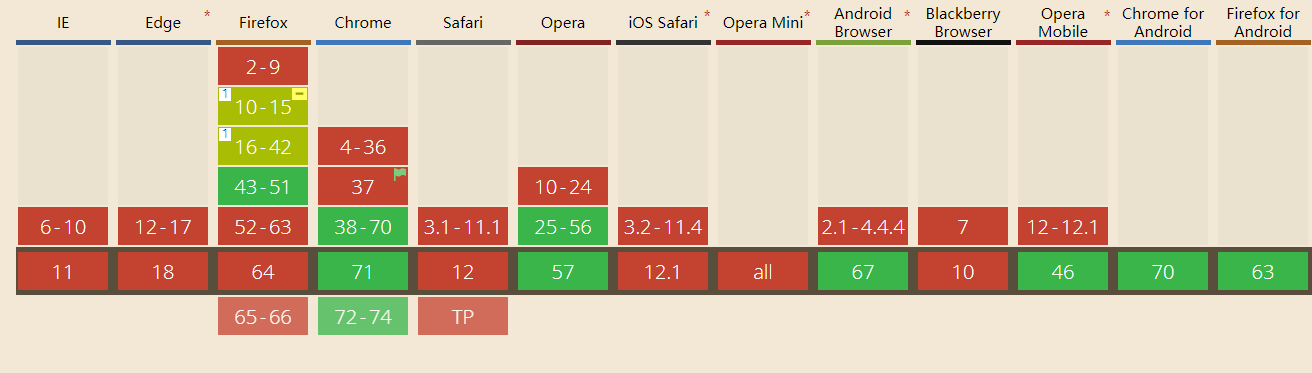 IE Edge * Firefox Chrome Safari Opera iOS Safari * Opera Mini * Android Browser * Blackberry Browser Opera Mobile * Chrome for Android Firefox for Android
2-9
1 10-15
1 16-42 4-36
43-51 37 10-24
6-10 12-17 52-63 38-70 3.1-11.1 25-56 3.2-11.4 2.1-4.4.4 7 12-12.1
11 18 64 71 12 57 12.1 all 67 10 46 70 63
65-66 72-74 TP